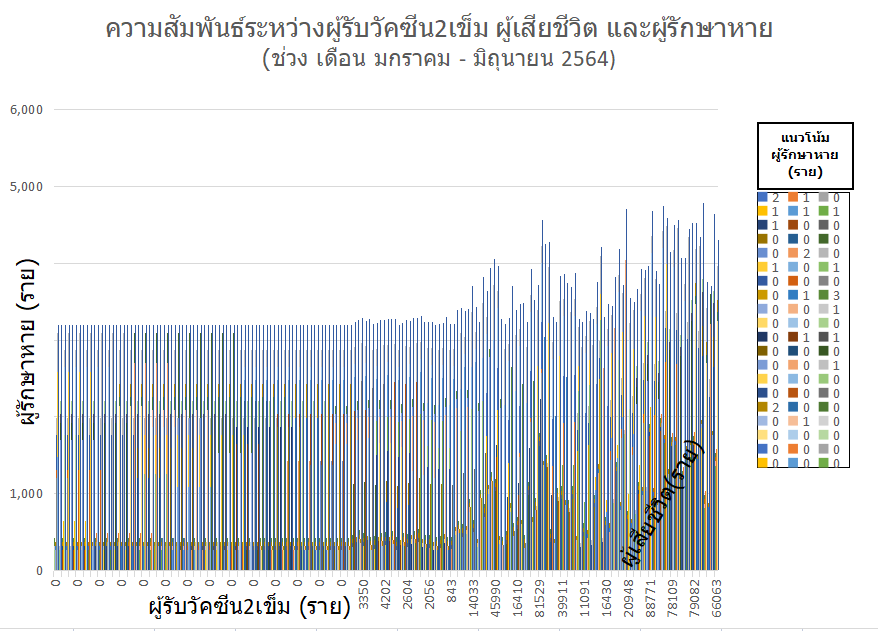 ความสัมพันธ์ระหว่างผู้รับวัคซีน2เข็ม ผู้เสียชีวิต และผู้รักษาหาย
(ช่วง เดือน มกราคม - มิถุนายน 2564)
6,000
5,000
1,000
0
ผู้รักษาหาย (ราย)
ผู้เสียชีวิต(ราย)
0 0 0 0 0 0 0 0 0 0 0 0 0 0 3350 4202 2604 2056 843 14033 45990 16410 81529 39911 11091 16430 20948 88771 78105 79082 66063
ผู้รับวัคซีน2เข็ม (ราย)
แนวโน้ม
ผู้รักษาหาย
(ราย)
2 1 0
1 1 1
1 0 0
0 0 0
0 2 0
1 0 1
0 0 0
0 1 3
0 0 1
0 0 0
0 1 1
0 0 0
0 0 1
0 0 0
0 0 0
2 0 0
0 1 0
0 0 0
0 0 0
0 0 0